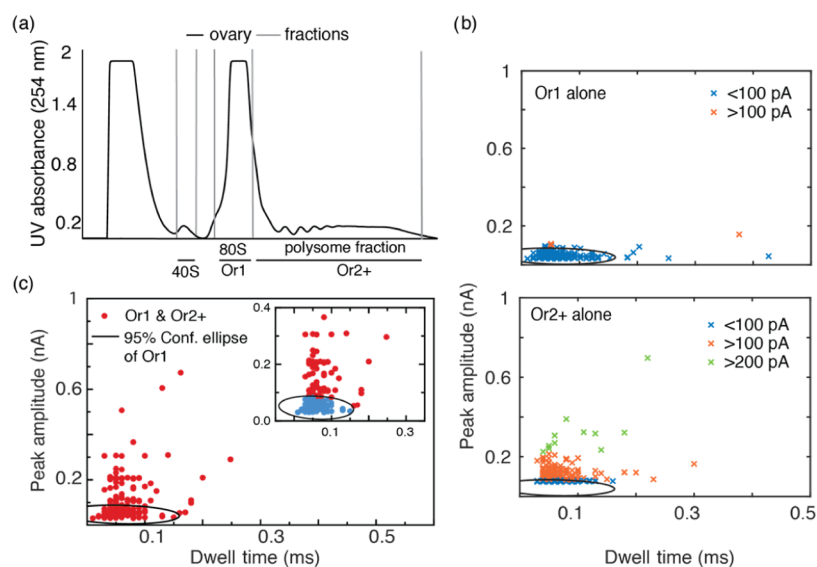 (a)
— ovary — fractions
UV absorbance (254 nm)
2
1.4
0.8
0.2
40S
80S
Or1
polysome fraction
Or2+
(b)
Or1 alone
× <100 pA
× >100 pA
1
0.6
0.2
Or2+ alone
× <100 pA
× >100 pA
× >200 pA
1
0.6
0.2
Peak amplitude (nA)
0.1 0.3 0.5
Dwell time (ms)
(c)
Or1 & Or2+
95% Conf. ellipse
of Or1
1
0.6
0.2
Peak amplitude (nA)
0.4
0.2
0.0
0.1 0.3
0.1 0.3 0.5
Dwell time (ms)